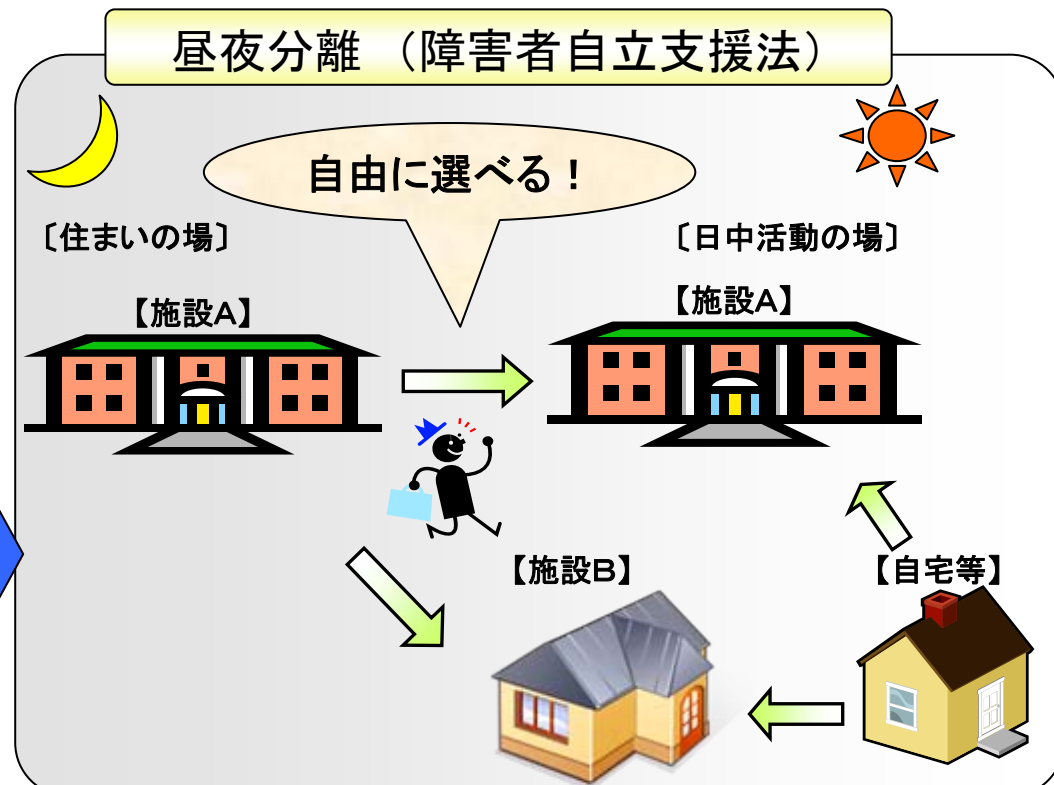 昼夜分離（障害者自立支援法）
自由に選べる！
〔住まいの場〕
〔日中活動の場〕
【施設Ａ】
【施設Ａ】
【施設Ｂ】
【自宅等】